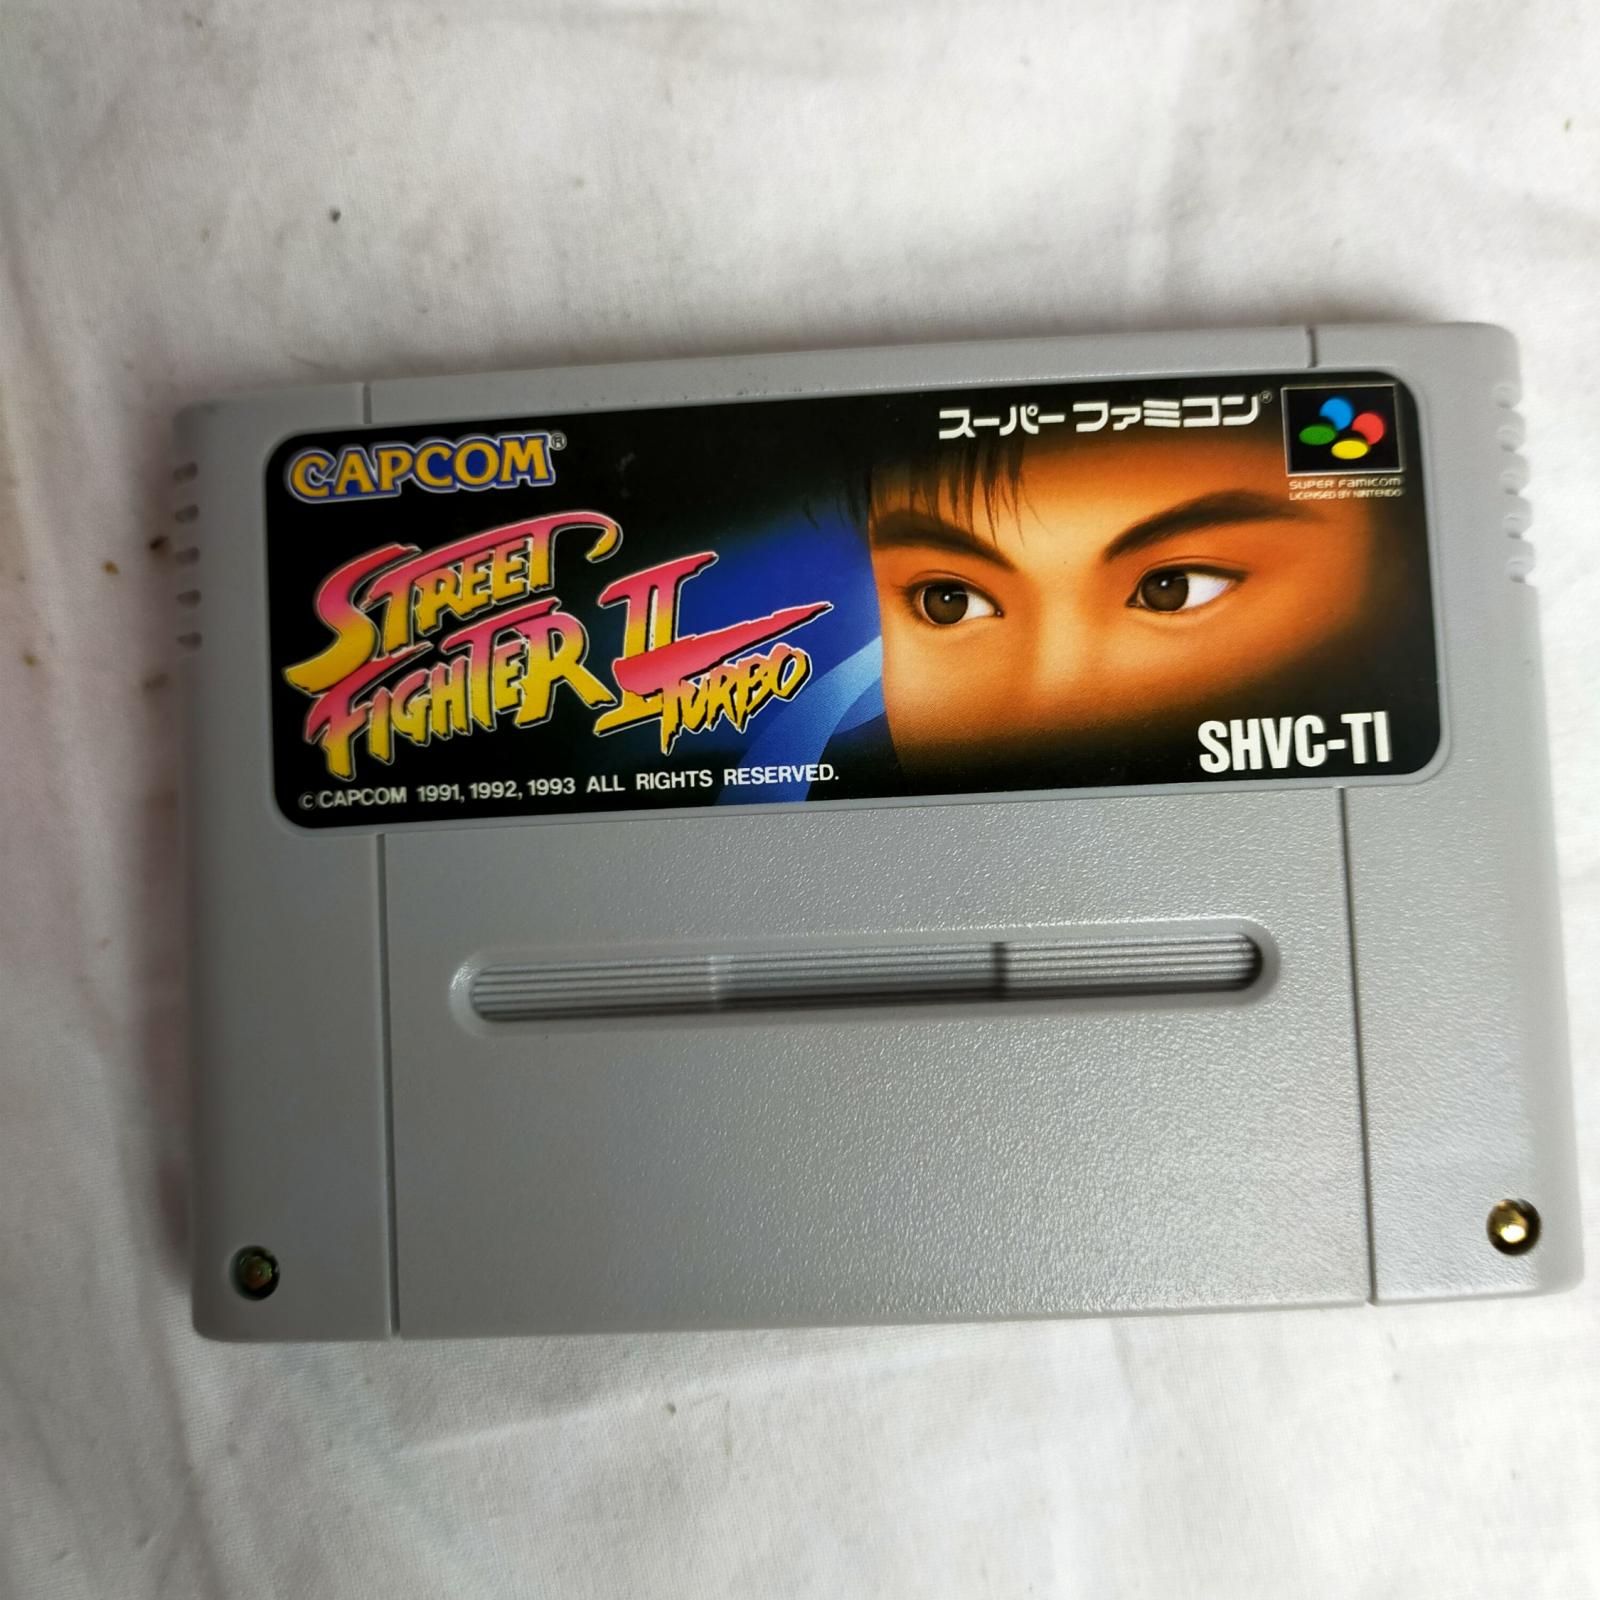 CAPCOM®
スーパーファミコン®
SUPER FAMICOM
LICENSED BY NINTENDO
STREET
FIGHTER II
TURBO
SHVC-TI
©CAPCOM 1991, 1992, 1993 ALL RIGHTS RESERVED.